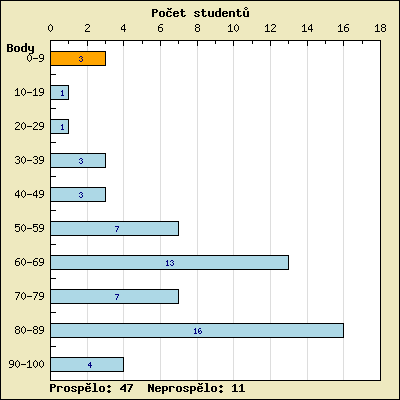 Počet studentů
0 2 4 6 8 10 12 14 16 18
Body
0-9 3
10-19 1
20-29 1
30-39 3
40-49 3
50-59 7
60-69 13
70-79 7
80-89 16
90-100 4
Prospělo: 47 Neprospělo: 11